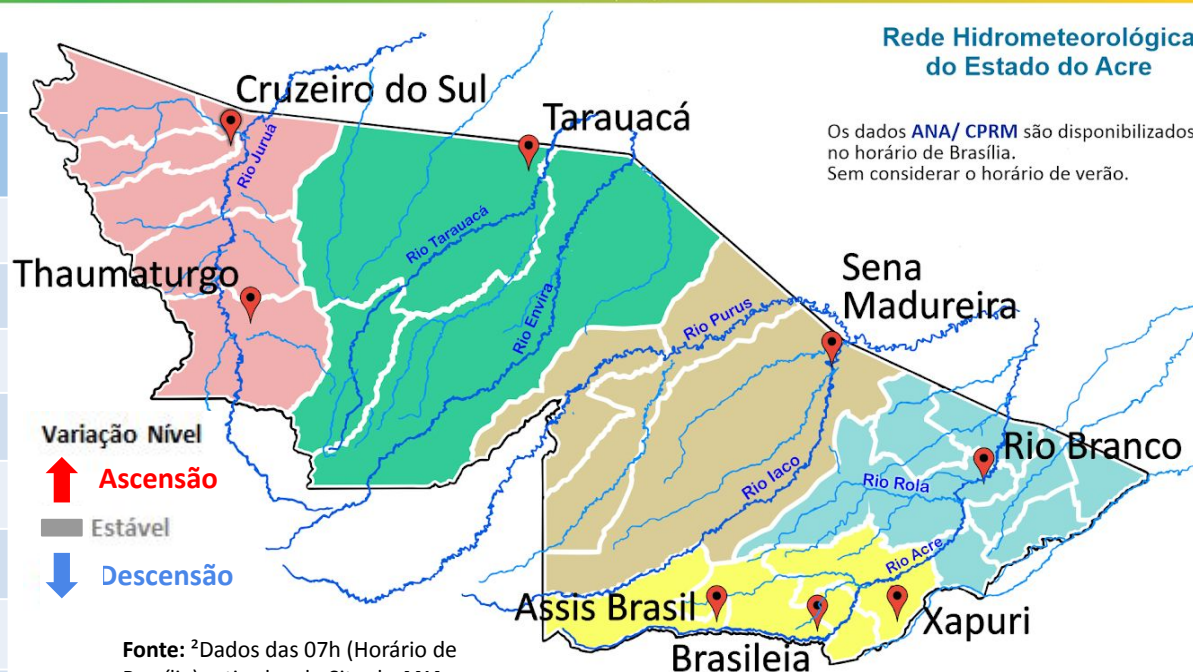 Rede Hidrometeorológica
do Estado do Acre
Os dados ANA/ CPRM são disponibilizados
no horário de Brasília.
Sem considerar o horário de verão.
Cruzeiro do Sul
Tarauacá
Rio Juruá
Rio Tarauacá
Thaumaturgo
Rio Envira
Sena
Madureira
Rio Purus
Variação Nível
Ascensão
Estável
Descensão
Rio Branco
Rio Iaco
Rio Rola
Rio Acre
Assis Brasil
Xapuri
Brasileia
Fonte: ²Dados das 07h (Horário de